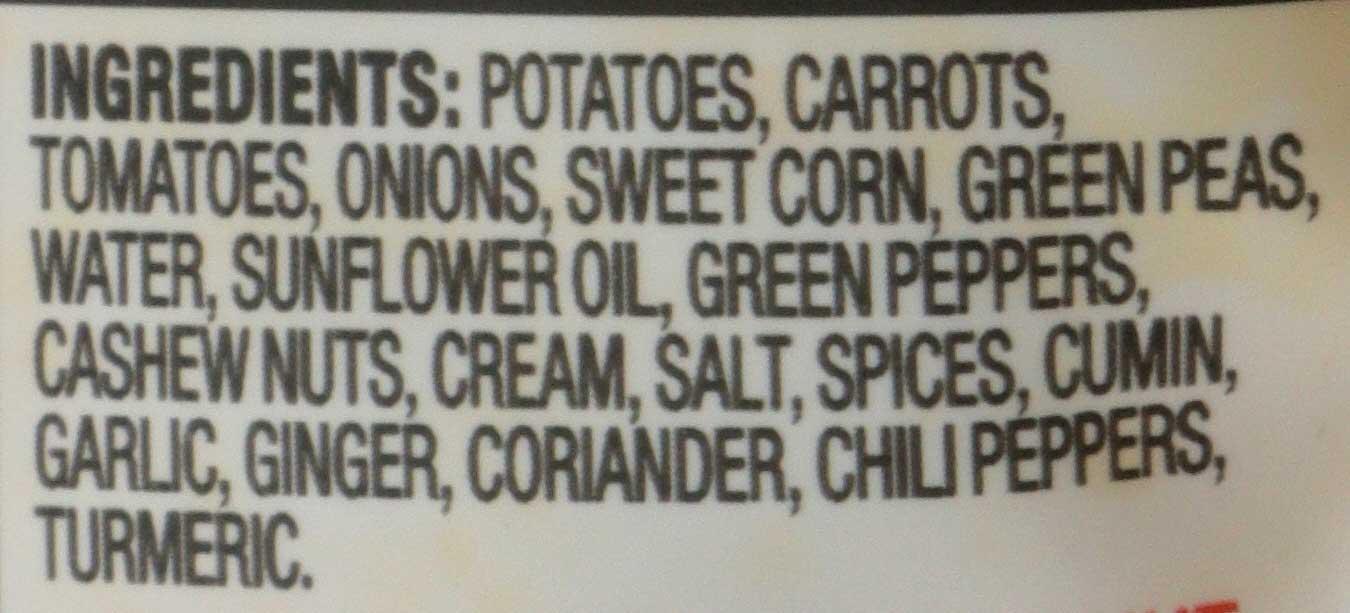 INGREDIENTS: POTATOES, CARROTS,
TOMATOES, ONIONS, SWEET CORN, GREEN PEAS,
WATER, SUNFLOWER OIL, GREEN PEPPERS,
CASHEW NUTS, CREAM, SALT, SPICES, CUMIN,
GARLIC, GINGER, CORIANDER, CHILI PEPPERS,
TURMERIC.